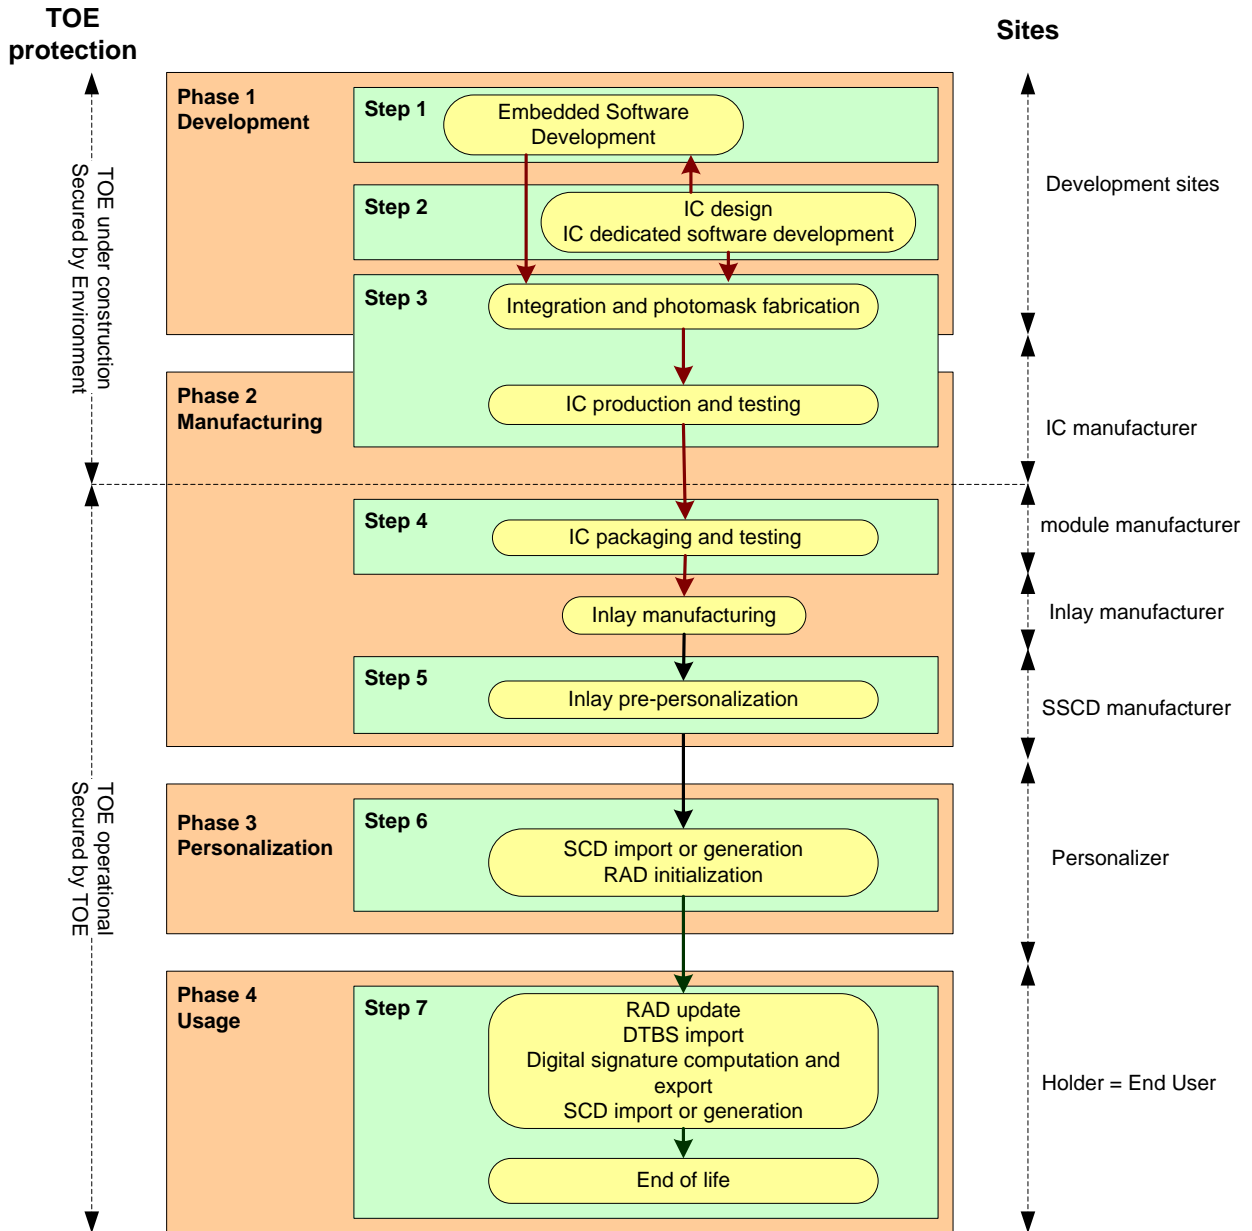 TOE
protection
Sites
Phase 1
Development
Step 1
Embedded Software
Development
Step 2
IC design
IC dedicated software development
Development sites
TOE under construction
Secured by Environment
Step 3
Integration and photomask fabrication
Phase 2
Manufacturing
IC production and testing
IC manufacturer
Step 4
IC packaging and testing
module manufacturer
Inlay manufacturing
Inlay manufacturer
Step 5
Inlay pre-personalization
SSCD manufacturer
TOE operational
Secured by TOE
Phase 3
Personalization
Step 6
SCD import or generation
RAD initialization
Personalizer
Phase 4
Usage
Step 7
RAD update
DTBS import
Digital signature computation and
export
SCD import or generation
Holder = End User
End of life